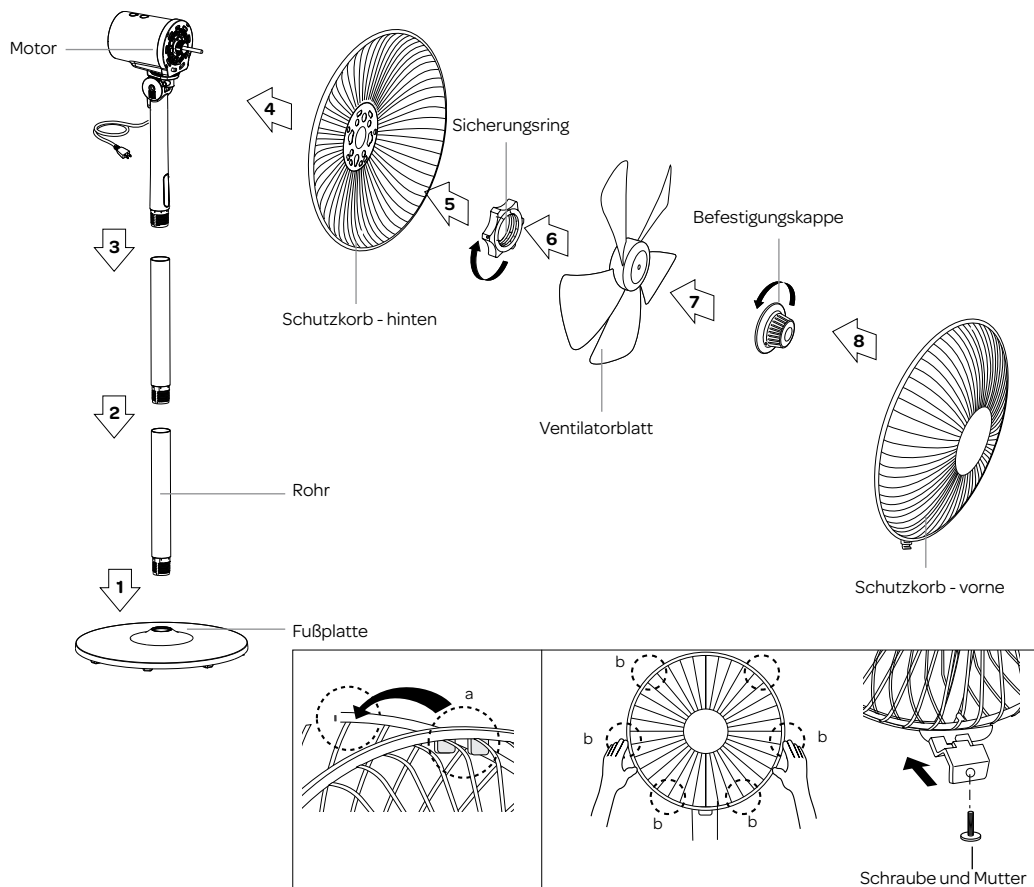 Motor
4
Sicherungsring
5
6
Befestigungskappe
3
7
Schutzkorb - hinten
8
2
Ventilatorblatt
Rohr
1
Schutzkorb - vorne
Fußplatte
a
b
b
b
b
b
Schraube und Mutter